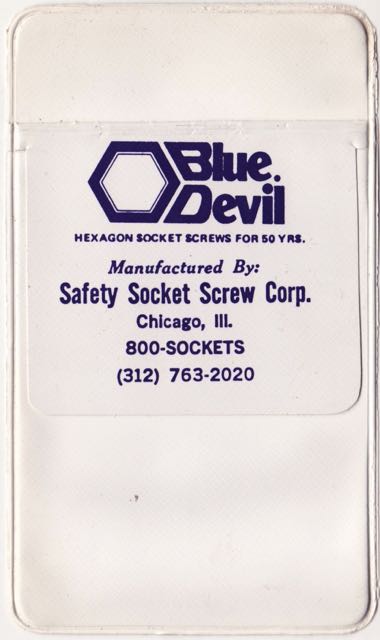 Blue
Devil
HEXAGON SOCKET SCREWS FOR 50 YRS.
Manufactured By:
Safety Socket Screw Corp.
Chicago, Ill.
800-SOCKETS
(312) 763-2020